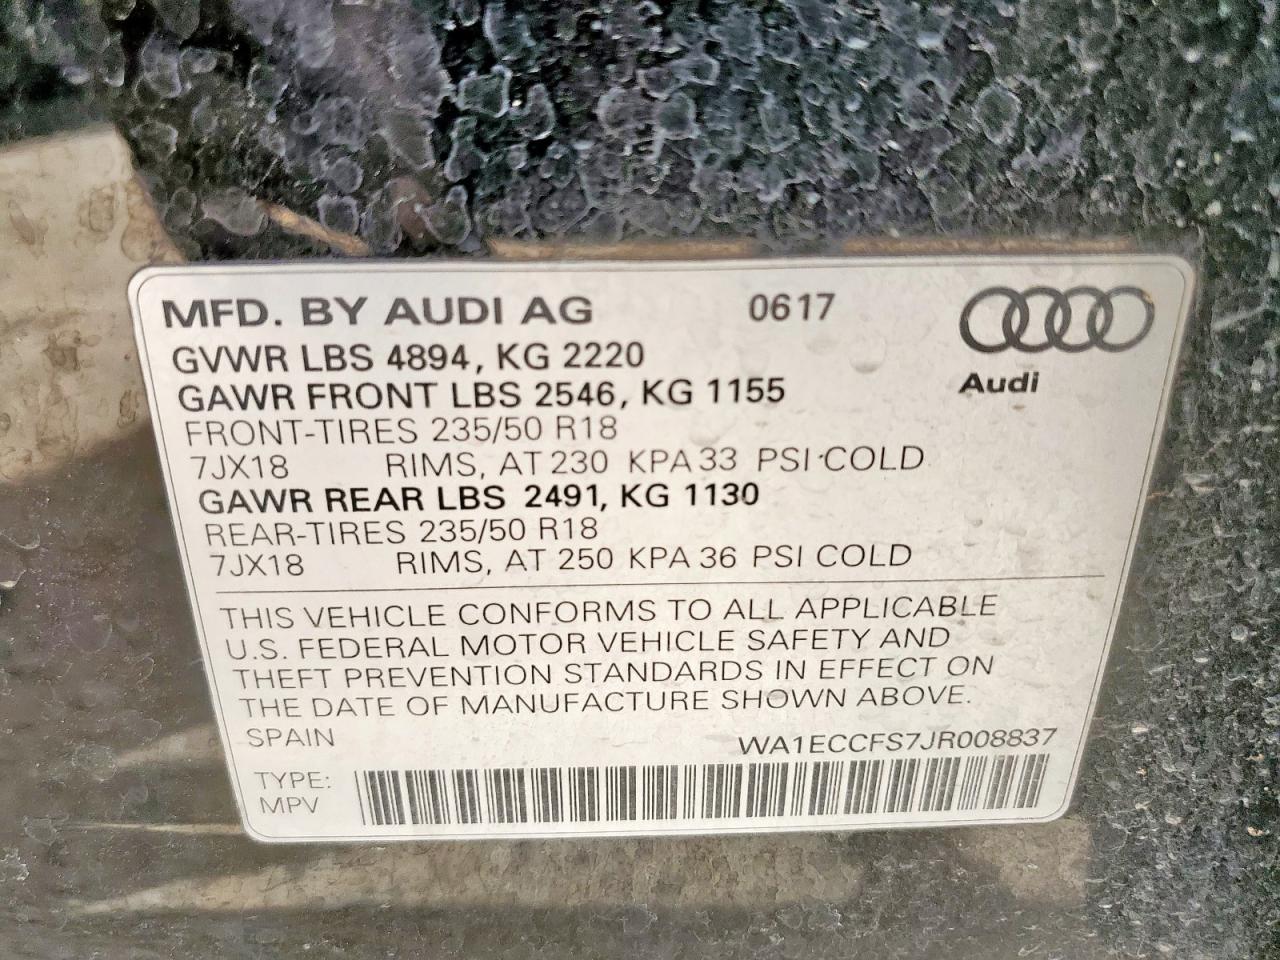 MFD. BY AUDI AG 0617
GVWR LBS 4894, KG 2220
GAWR FRONT LBS 2546, KG 1155
Audi
FRONT-TIRES 235/50 R18
7JX18 RIMS, AT 230 KPA 33 PSI COLD
GAWR REAR LBS 2491, KG 1130
REAR-TIRES 235/50 R18
7JX18 RIMS, AT 250 KPA 36 PSI COLD
THIS VEHICLE CONFORMS TO ALL APPLICABLE
U.S. FEDERAL MOTOR VEHICLE SAFETY AND
THEFT PREVENTION STANDARDS IN EFFECT ON
THE DATE OF MANUFACTURE SHOWN ABOVE.
SPAIN WA1ECCFS7JR008837
TYPE:
MPV